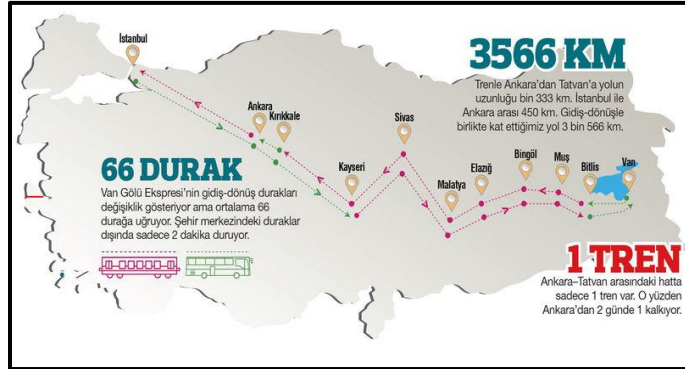 İstanbul
Ankara
Kırıkkale
Kayseri
Sivas
Malatya
Elazığ
Bingöl
Muş
Bitlis
Van
3566 KM
Trenle Ankara'dan Tatvan'a yolun
uzunluğu bin 333 km. İstanbul ile
Ankara arası 450 km. Gidiş-dönüşle
birlikte kat ettiğimiz yol 3 bin 566 km.
66 DURAK
Van Gölü Ekspresi'nin gidiş-dönüş durakları
değişiklik gösteriyor ama ortalama 66
durağa uğruyor. Şehir merkezindeki duraklar
dışında sadece 2 dakika duruyor.
1 TREN
Ankara–Tatvan arasındaki hatta
sadece 1 tren var. O yüzden
Ankara'dan 2 günde 1 kalkıyor.